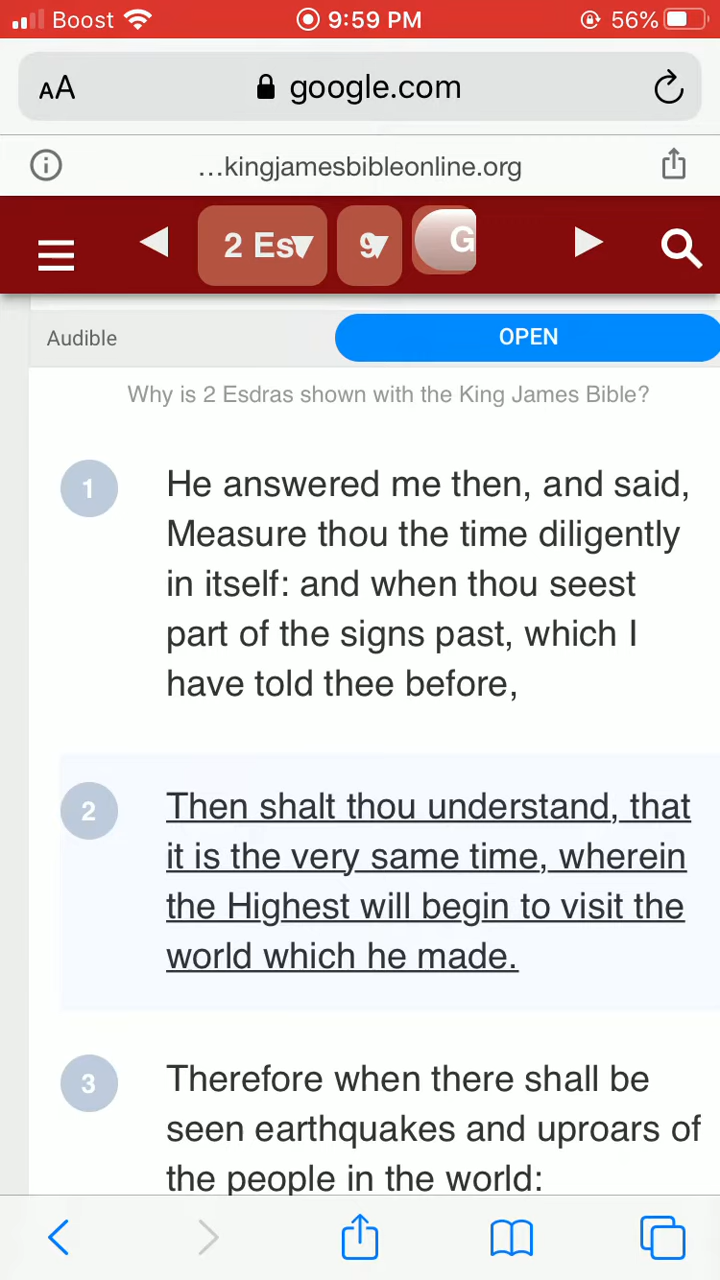 Boost 9:59 PM 56%
AA google.com
...kingjamesbibleonline.org
2 Es 9 G
Audible OPEN
Why is 2 Esdras shown with the King James Bible?
1 He answered me then, and said,
Measure thou the time diligently
in itself: and when thou seest
part of the signs past, which I
have told thee before,
2 Then shalt thou understand, that
it is the very same time, wherein
the Highest will begin to visit the
world which he made.
3 Therefore when there shall be
seen earthquakes and uproars of
the people in the world: